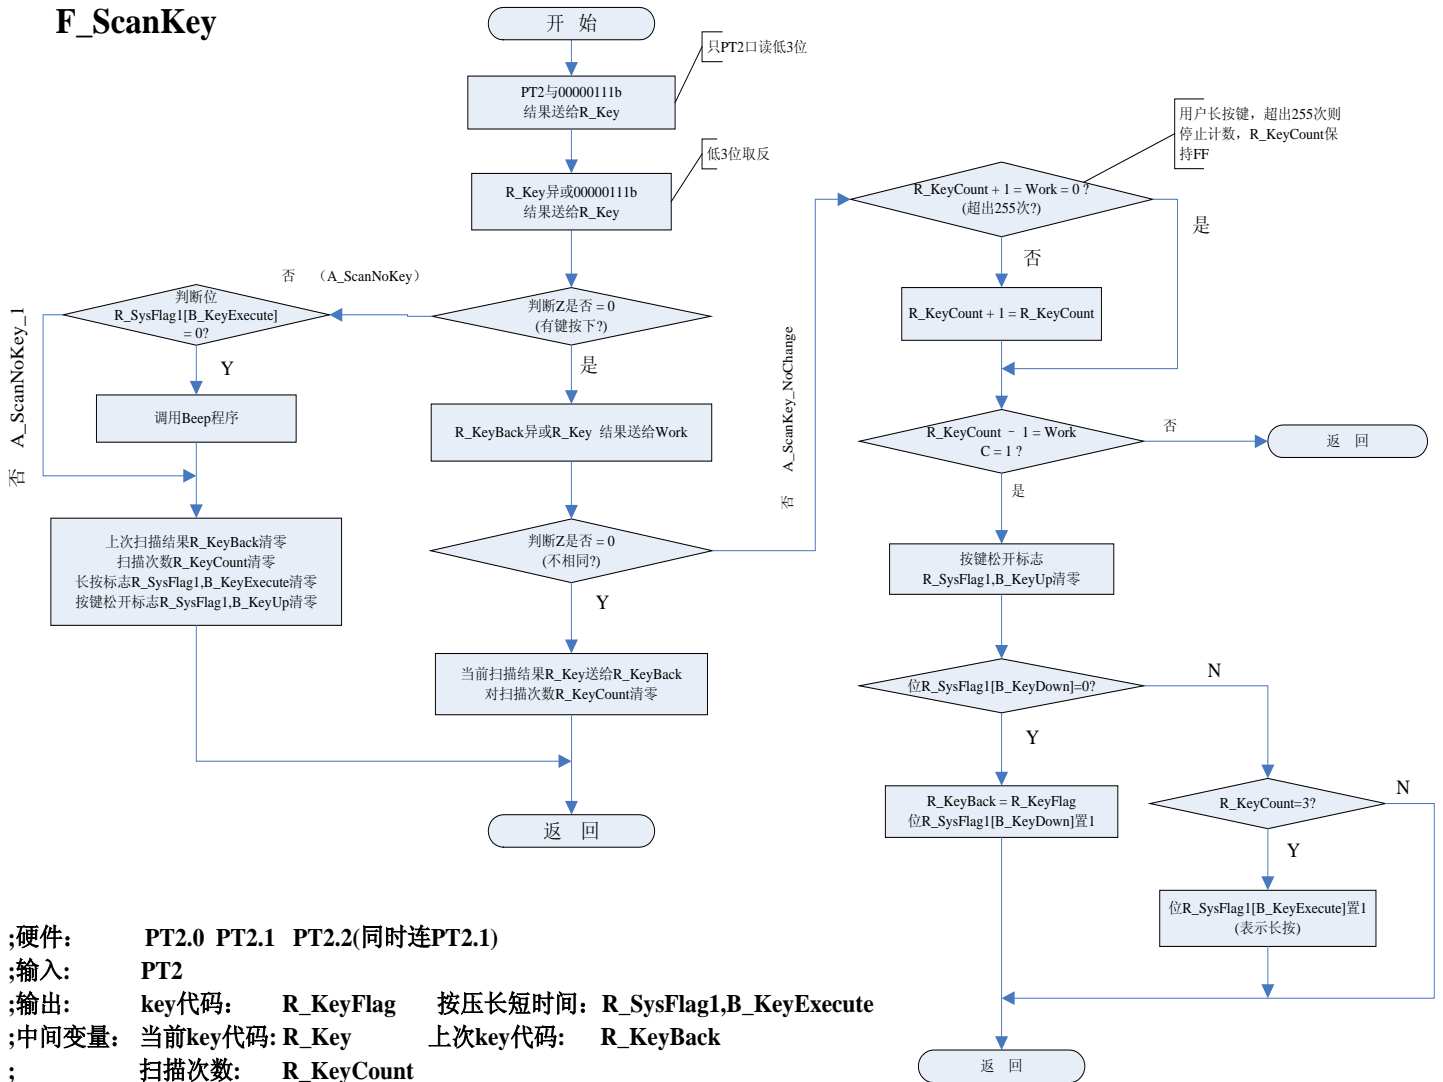 F_ScanKey
开 始
只PT2口读低3位
PT2与00000111b
结果送给R_Key
低3位取反
R_Key异或00000111b
结果送给R_Key
否 （A_ScanNoKey）
判断Z是否 = 0
(有键按下?)
是
判断位
R_SysFlag1[B_KeyExecute]
= 0?
Y
否 A_ScanNoKey_1
调用Beep程序
上次扫描结果R_KeyBack清零
扫描次数R_KeyCount清零
长按标志R_SysFlag1,B_KeyExecute清零
按键松开标志R_SysFlag1,B_KeyUp清零
R_KeyBack异或R_Key 结果送给Work
判断Z是否 = 0
(不相同?)
Y
否 A_ScanKey_NoChange
当前扫描结果R_Key送给R_KeyBack
对扫描次数R_KeyCount清零
返 回
用户长按键，超出255次则
停止计数，R_KeyCount保
持FF
R_KeyCount + 1 = Work = 0 ?
(超出255次?)
是
否
R_KeyCount + 1 = R_KeyCount
R_KeyCount - 1 = Work
C = 1 ?
否
返 回
是
按键松开标志
R_SysFlag1,B_KeyUp清零
位R_SysFlag1[B_KeyDown]=0?
N
Y
R_KeyBack = R_KeyFlag
位R_SysFlag1[B_KeyDown]置1
R_KeyCount=3?
N
Y
位R_SysFlag1[B_KeyExecute]置1
(表示长按)
返 回
;硬件： PT2.0 PT2.1 PT2.2(同时连PT2.1)
;输入: PT2
;输出: key代码： R_KeyFlag 按压长短时间：R_SysFlag1,B_KeyExecute
;中间变量： 当前key代码: R_Key 上次key代码: R_KeyBack
; 扫描次数: R_KeyCount